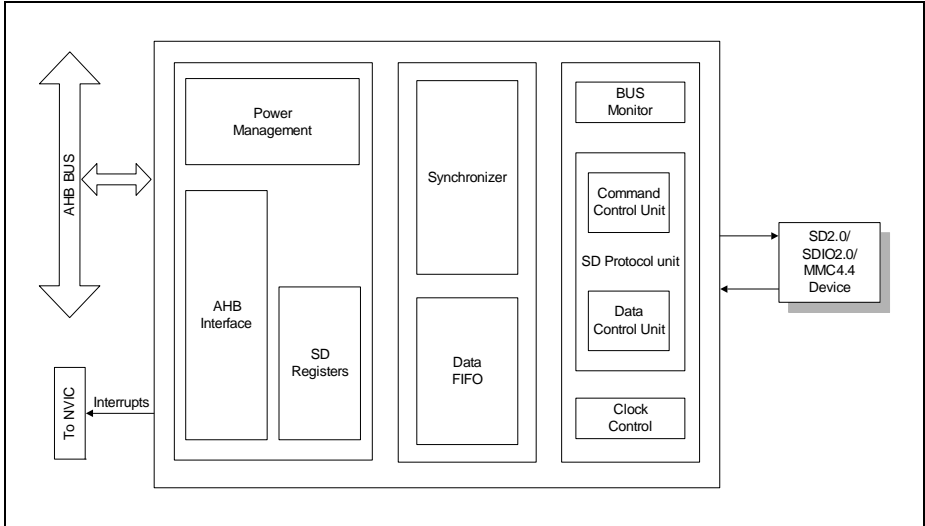 AHB BUS
To NVIC
Interrupts
Power
Management
AHB
Interface
SD
Registers
Synchronizer
Data
FIFO
BUS
Monitor
Command
Control Unit
SD Protocol unit
Data
Control Unit
Clock
Control
SD2.0/
SDIO2.0/
MMC4.4
Device